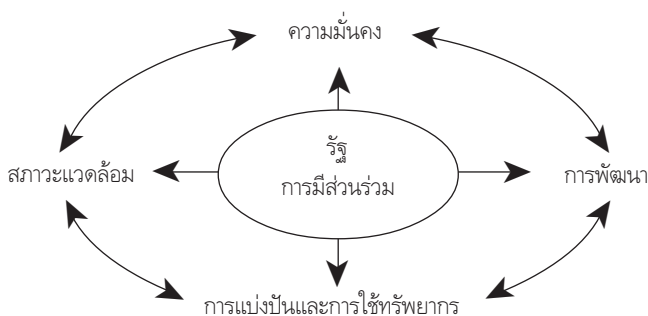 ความมั่นคง
รัฐ
การมีส่วนร่วม
สภาวะแวดล้อม
การพัฒนา
การแบ่งปันและการใช้ทรัพยากร